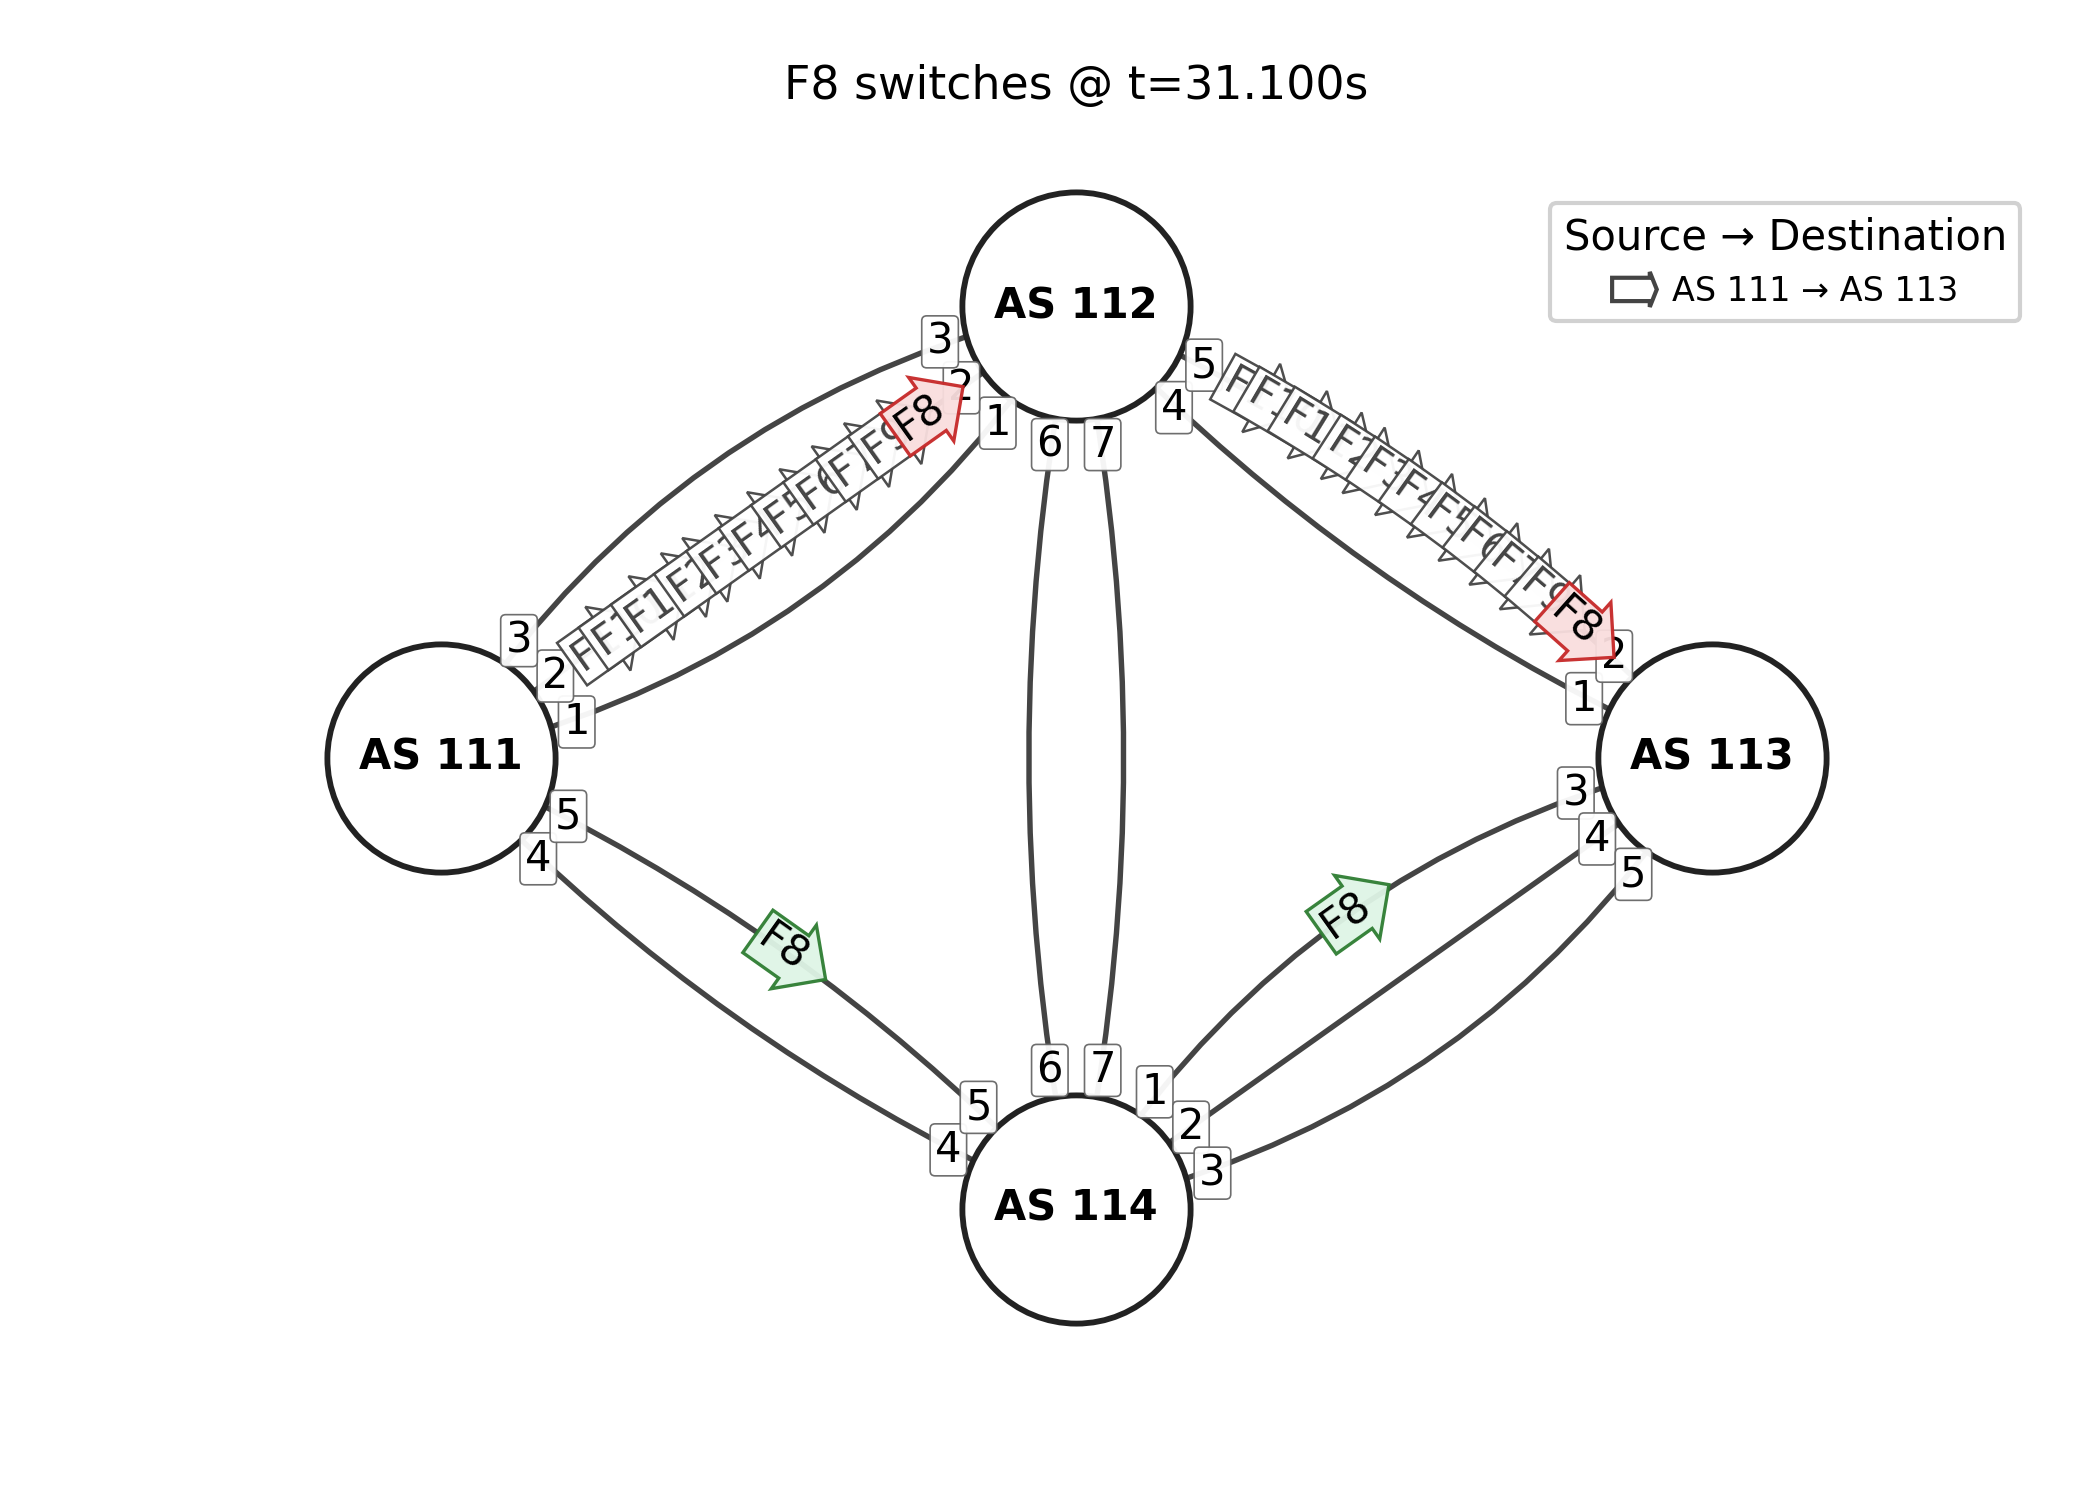 F8 switches @ t=31.100s
Source → Destination
AS 111 → AS 113
AS 112
3
2
1
6
7
4
5
F8
F8
F1
F2
F3
F4
F5
F6
F7
F9
F1
F2
F3
F4
F5
F6
F7
F9
3
2
1
AS 111
5
4
2
1
AS 113
3
4
5
F8
F8
6
7
5
4
1
2
3
AS 114